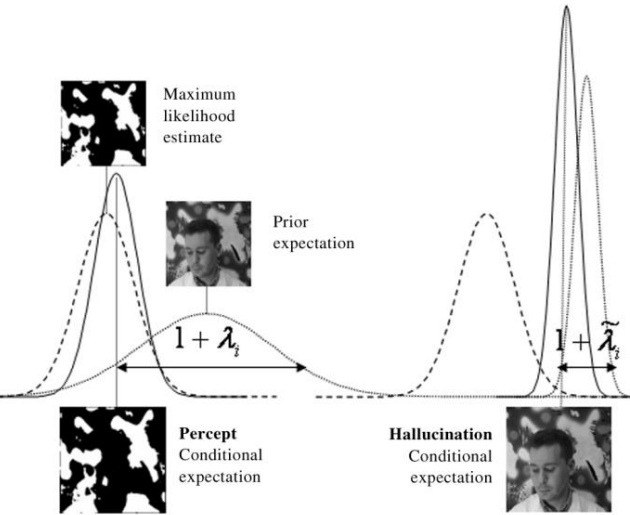 Maximum
likelihood
estimate
Prior
expectation
1 + λᵢ
1 + λ̃ᵢ
Percept
Conditional
expectation
Hallucination
Conditional
expectation